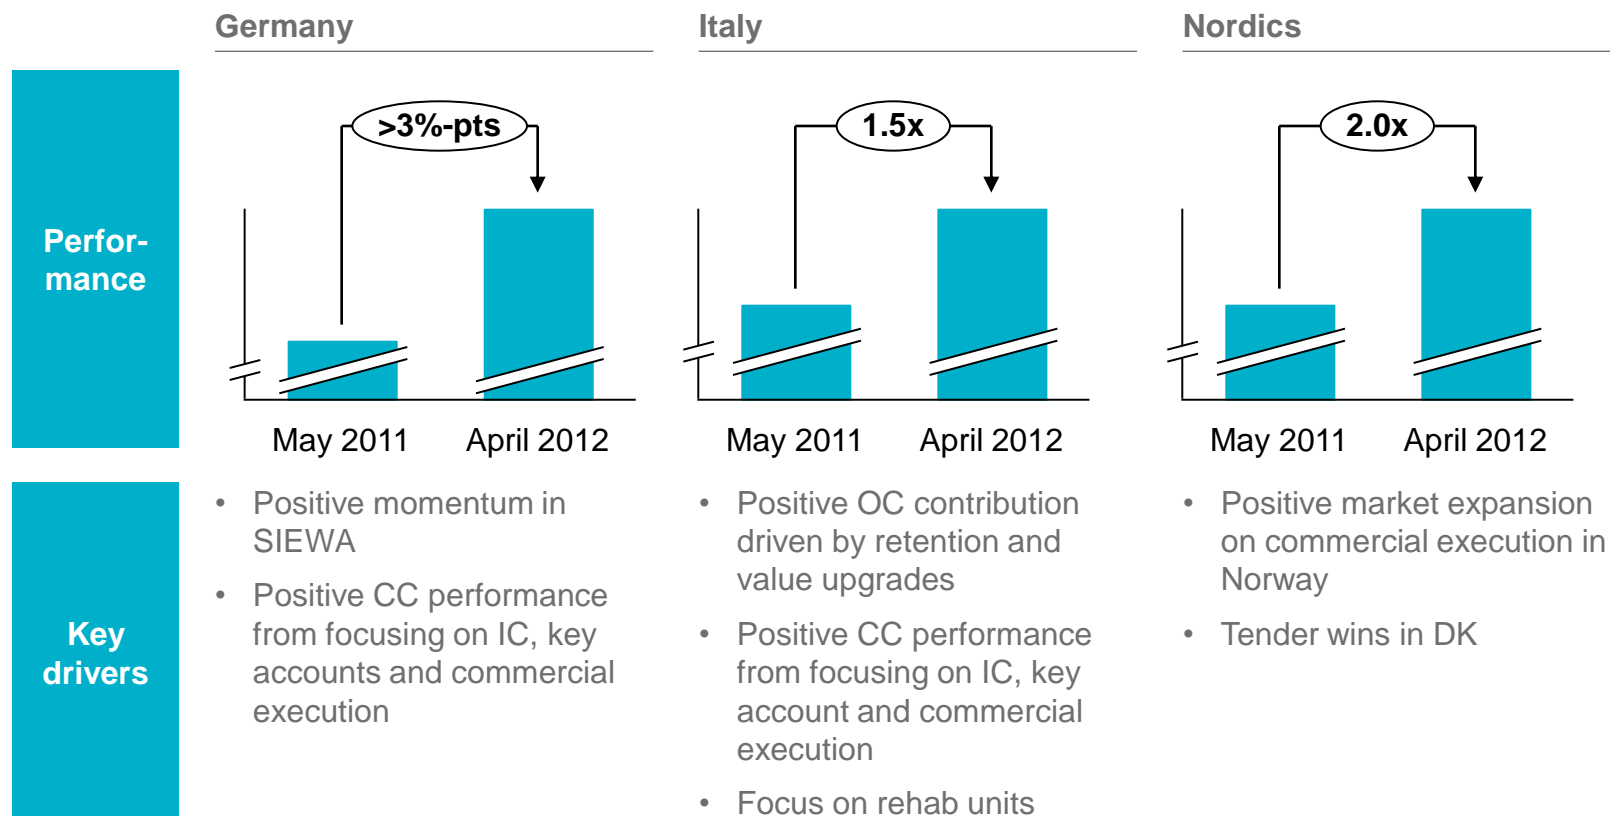 Germany
Italy
Nordics
Perfor-
mance
>3%-pts
1.5x
2.0x
May 2011
April 2012
May 2011
April 2012
May 2011
April 2012
Key
drivers
• Positive momentum in
SIEWA
• Positive CC performance
from focusing on IC, key
accounts and commercial
execution
• Positive OC contribution
driven by retention and
value upgrades
• Positive CC performance
from focusing on IC, key
account and commercial
execution
• Focus on rehab units
• Positive market expansion
on commercial execution in
Norway
• Tender wins in DK